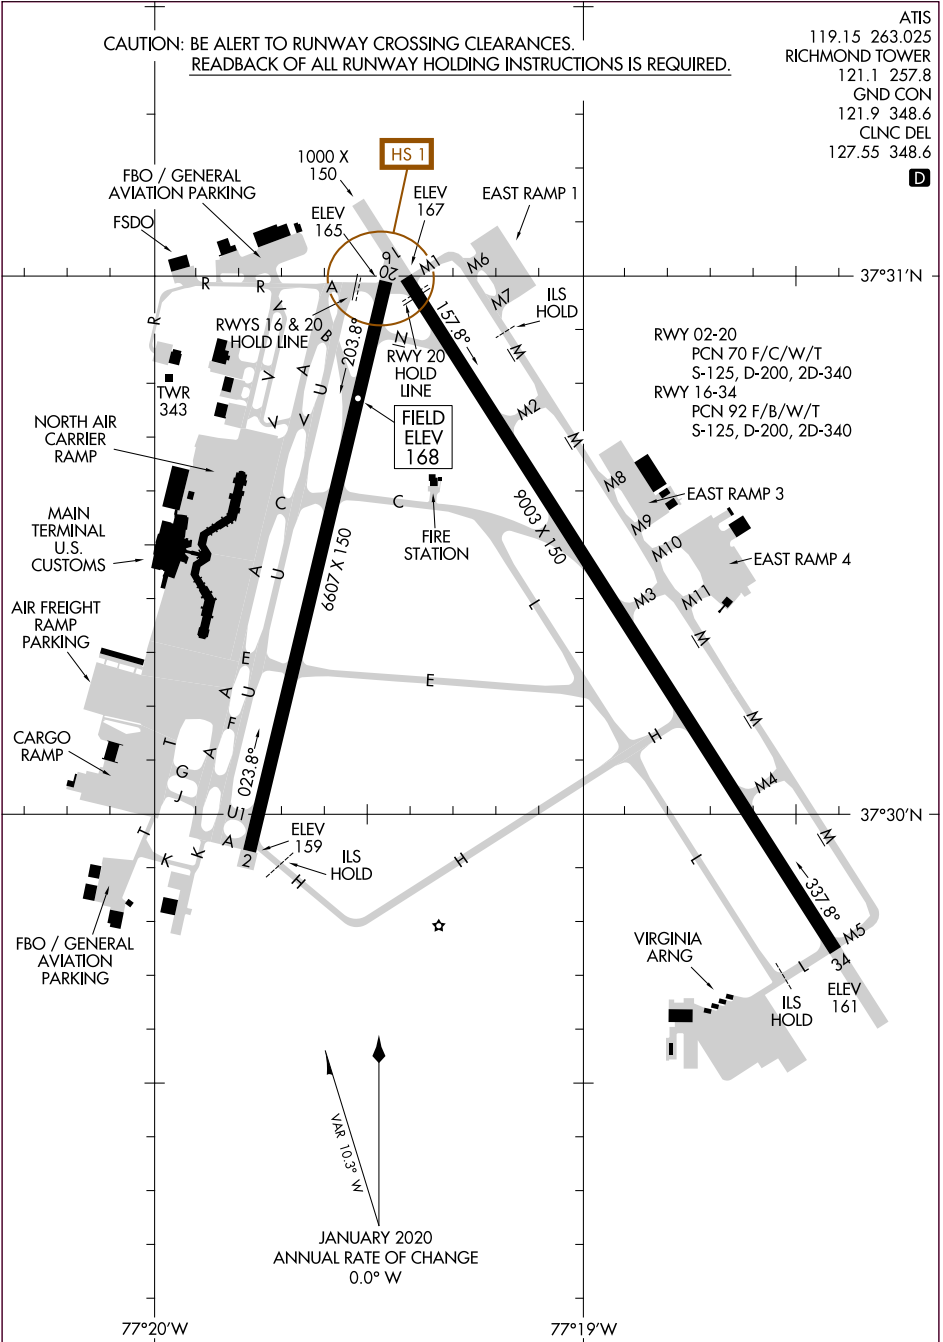 CAUTION: BE ALERT TO RUNWAY CROSSING CLEARANCES.
READBACK OF ALL RUNWAY HOLDING INSTRUCTIONS IS REQUIRED.
ATIS
119.15 263.025
RICHMOND TOWER
121.1 257.8
GND CON
121.9 348.6
CLNC DEL
127.55 348.6
D
HS 1
1000 X
150
FBO / GENERAL
AVIATION PARKING
FSDO
ELEV
165
ELEV
167
EAST RAMP 1
16
20
M1
M6
M7
37°31'N
R
R
A
R
V
RWYS 16 & 20
HOLD LINE
B
203.8°
N
157.8°
ILS
HOLD
M
RWY 20
HOLD
LINE
RWY 02-20
PCN 70 F/C/W/T
S-125, D-200, 2D-340
RWY 16-34
PCN 92 F/B/W/T
S-125, D-200, 2D-340
TWR
343
V
A
U
V
V
M2
M
FIELD
ELEV
168
NORTH AIR
CARRIER
RAMP
M8
EAST RAMP 3
C
C
9003 X 150
M9
MAIN
TERMINAL
U.S.
CUSTOMS
FIRE
STATION
M10
EAST RAMP 4
6607 X 150
A
U
L
M3
M11
AIR FREIGHT
RAMP
PARKING
M
E
E
A
U
F
M
H
CARGO
RAMP
T
A
G
023.8°
J
M4
U1
37°30'N
T
K
K
A
2
ELEV
159
ILS
HOLD
H
H
L
M
337.8°
FBO / GENERAL
AVIATION
PARKING
VIRGINIA
ARNG
M5
L
34
ILS
HOLD
ELEV
161
VAR 10.3° W
JANUARY 2020
ANNUAL RATE OF CHANGE
0.0° W
77°20'W
77°19'W